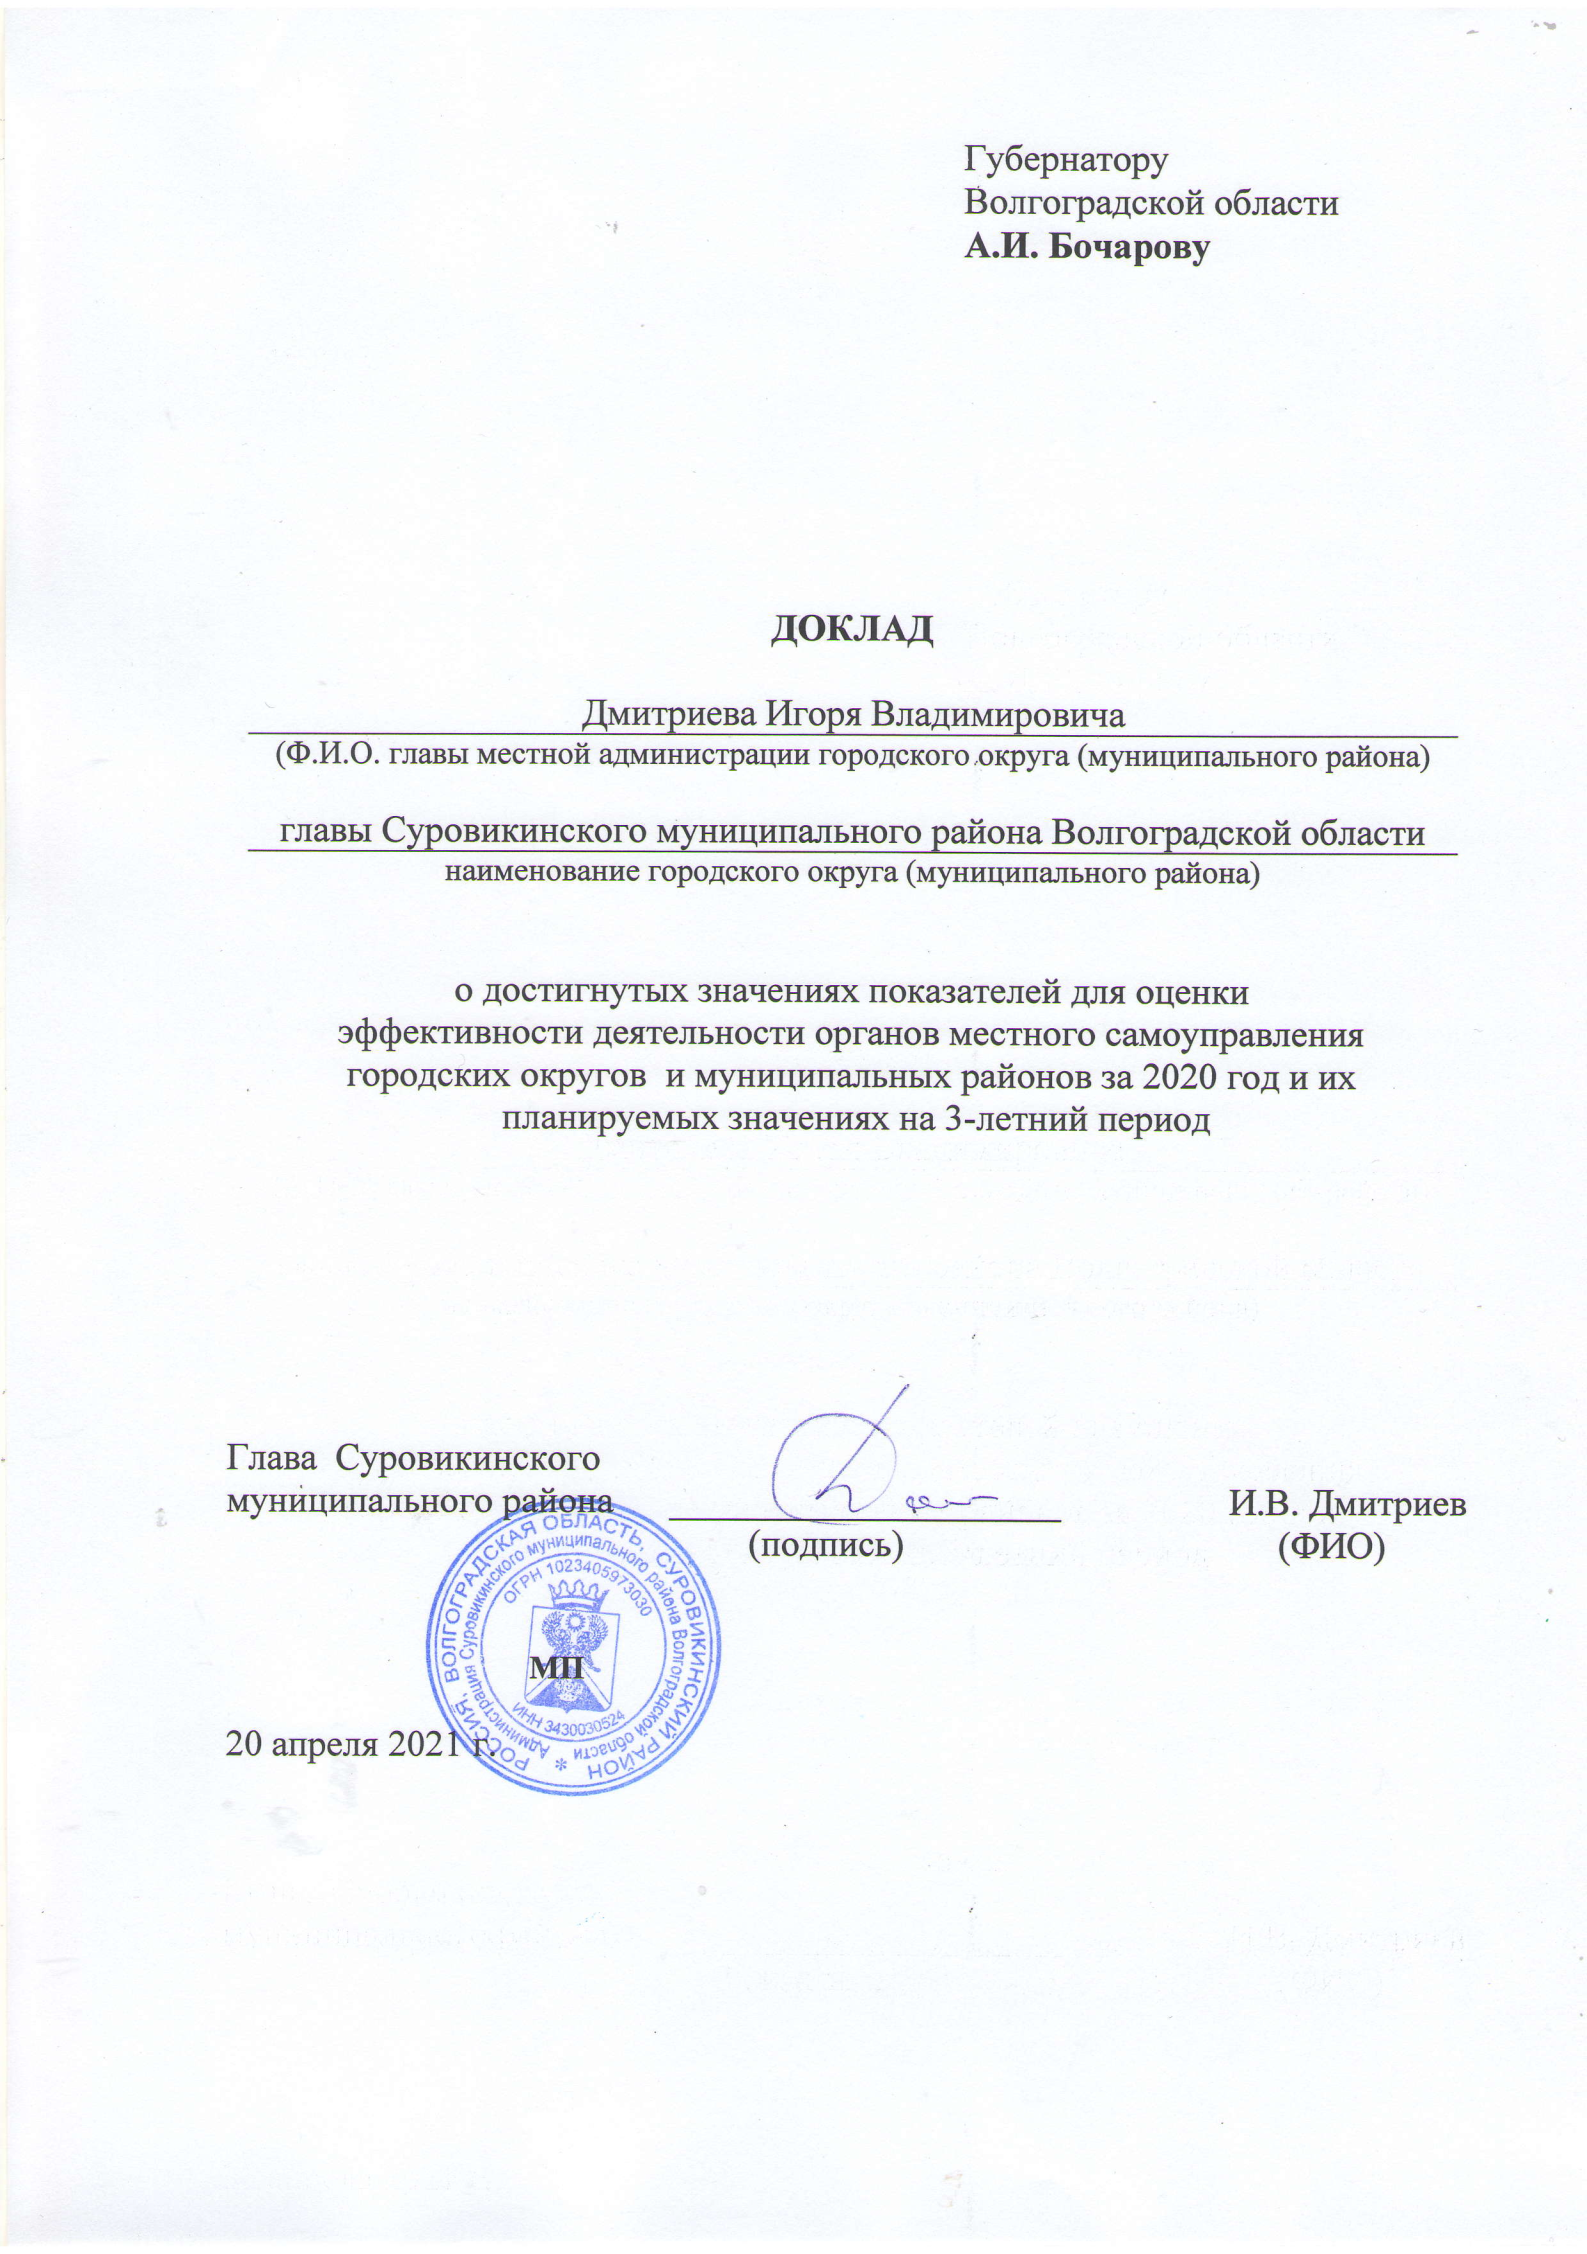 Губернатору
Волгоградской области
А.И. Бочарову
ДОКЛАД
Дмитриева Игоря Владимировича
(Ф.И.О. главы местной администрации городского округа (муниципального района)
главы Суровикинского муниципального района Волгоградской области
наименование городского округа (муниципального района)
о достигнутых значениях показателей для оценки
эффективности деятельности органов местного самоуправления
городских округов и муниципальных районов за 2020 год и их
планируемых значениях на 3-летний период
Глава Суровикинского
муниципального района И.В. Дмитриев
(подпись) (ФИО)
РОССИЯ, ВОЛГОГРАДСКАЯ ОБЛАСТЬ, СУРОВИКИНСКИЙ РАЙОН
Администрация Суровикинского муниципального района Волгоградской области
ОГРН 1023405973030
ИНН 3430030524
МП
20 апреля 2021 г.